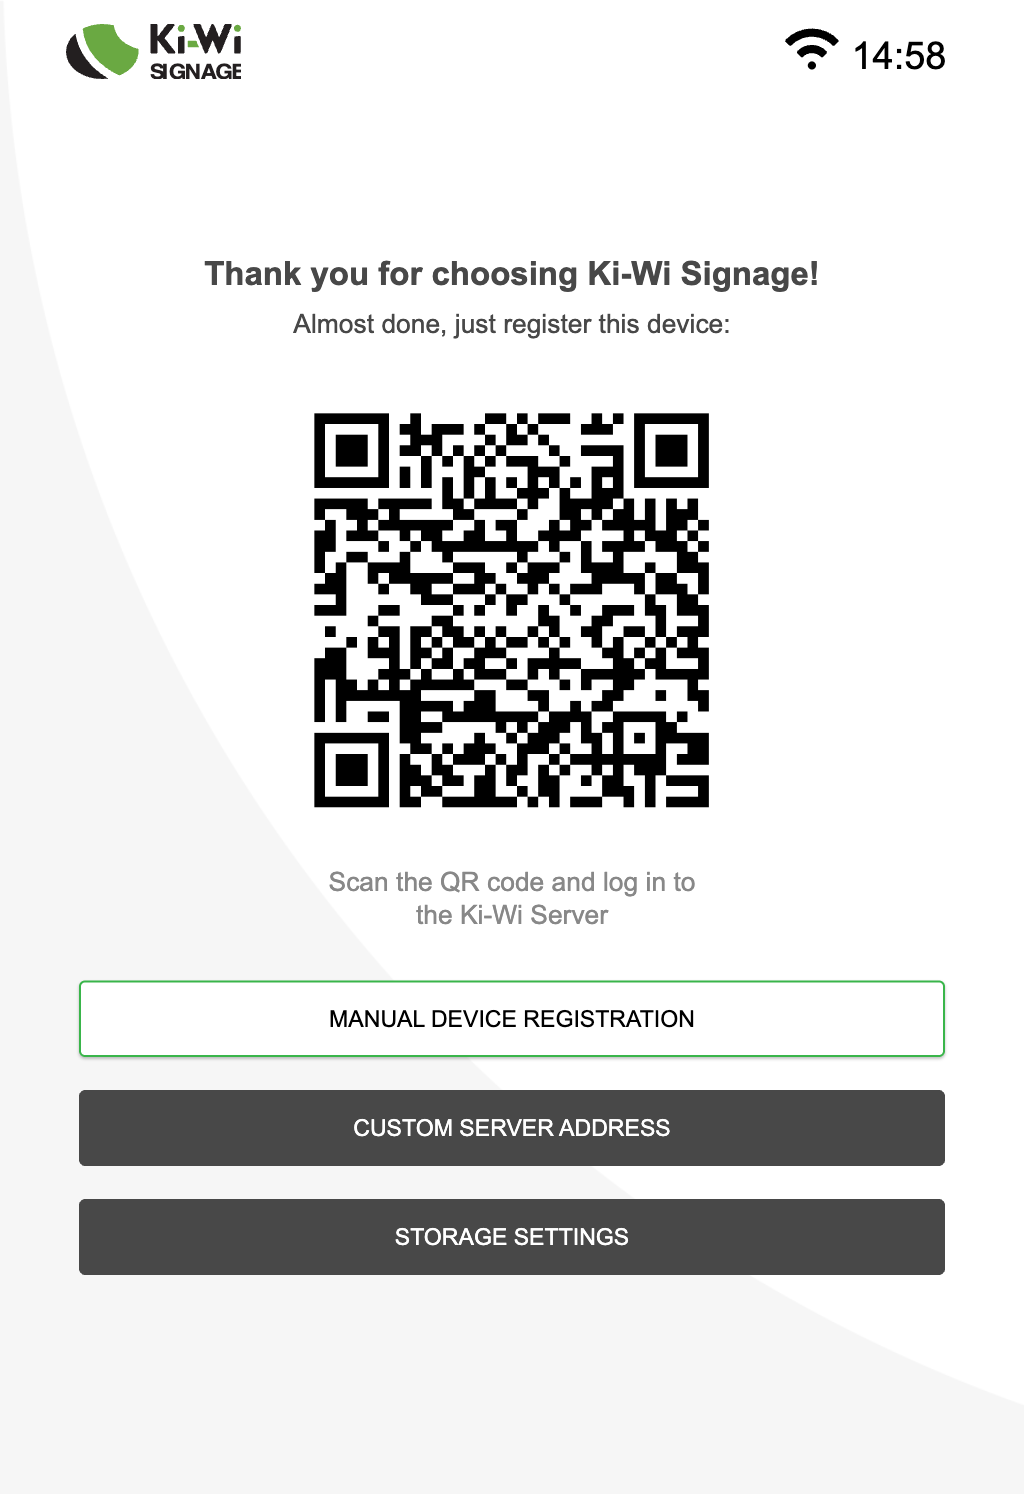 Ki-Wi
SIGNAGE
14:58
Thank you for choosing Ki-Wi Signage!
Almost done, just register this device:
Scan the QR code and log in to
the Ki-Wi Server
MANUAL DEVICE REGISTRATION
CUSTOM SERVER ADDRESS
STORAGE SETTINGS